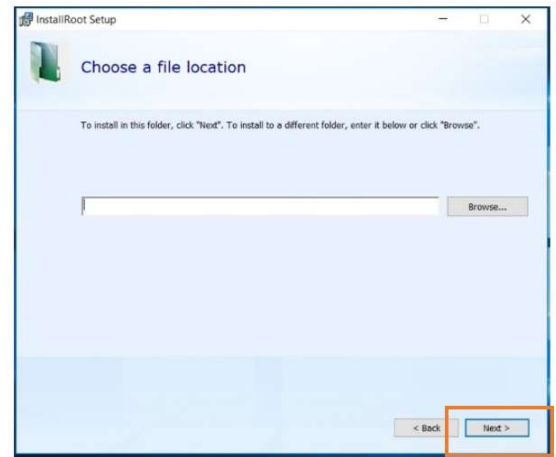 InstallRoot Setup
Choose a file location
To install in this folder, click "Next". To install to a different folder, enter it below or click "Browse".
Browse...
< Back
Next >